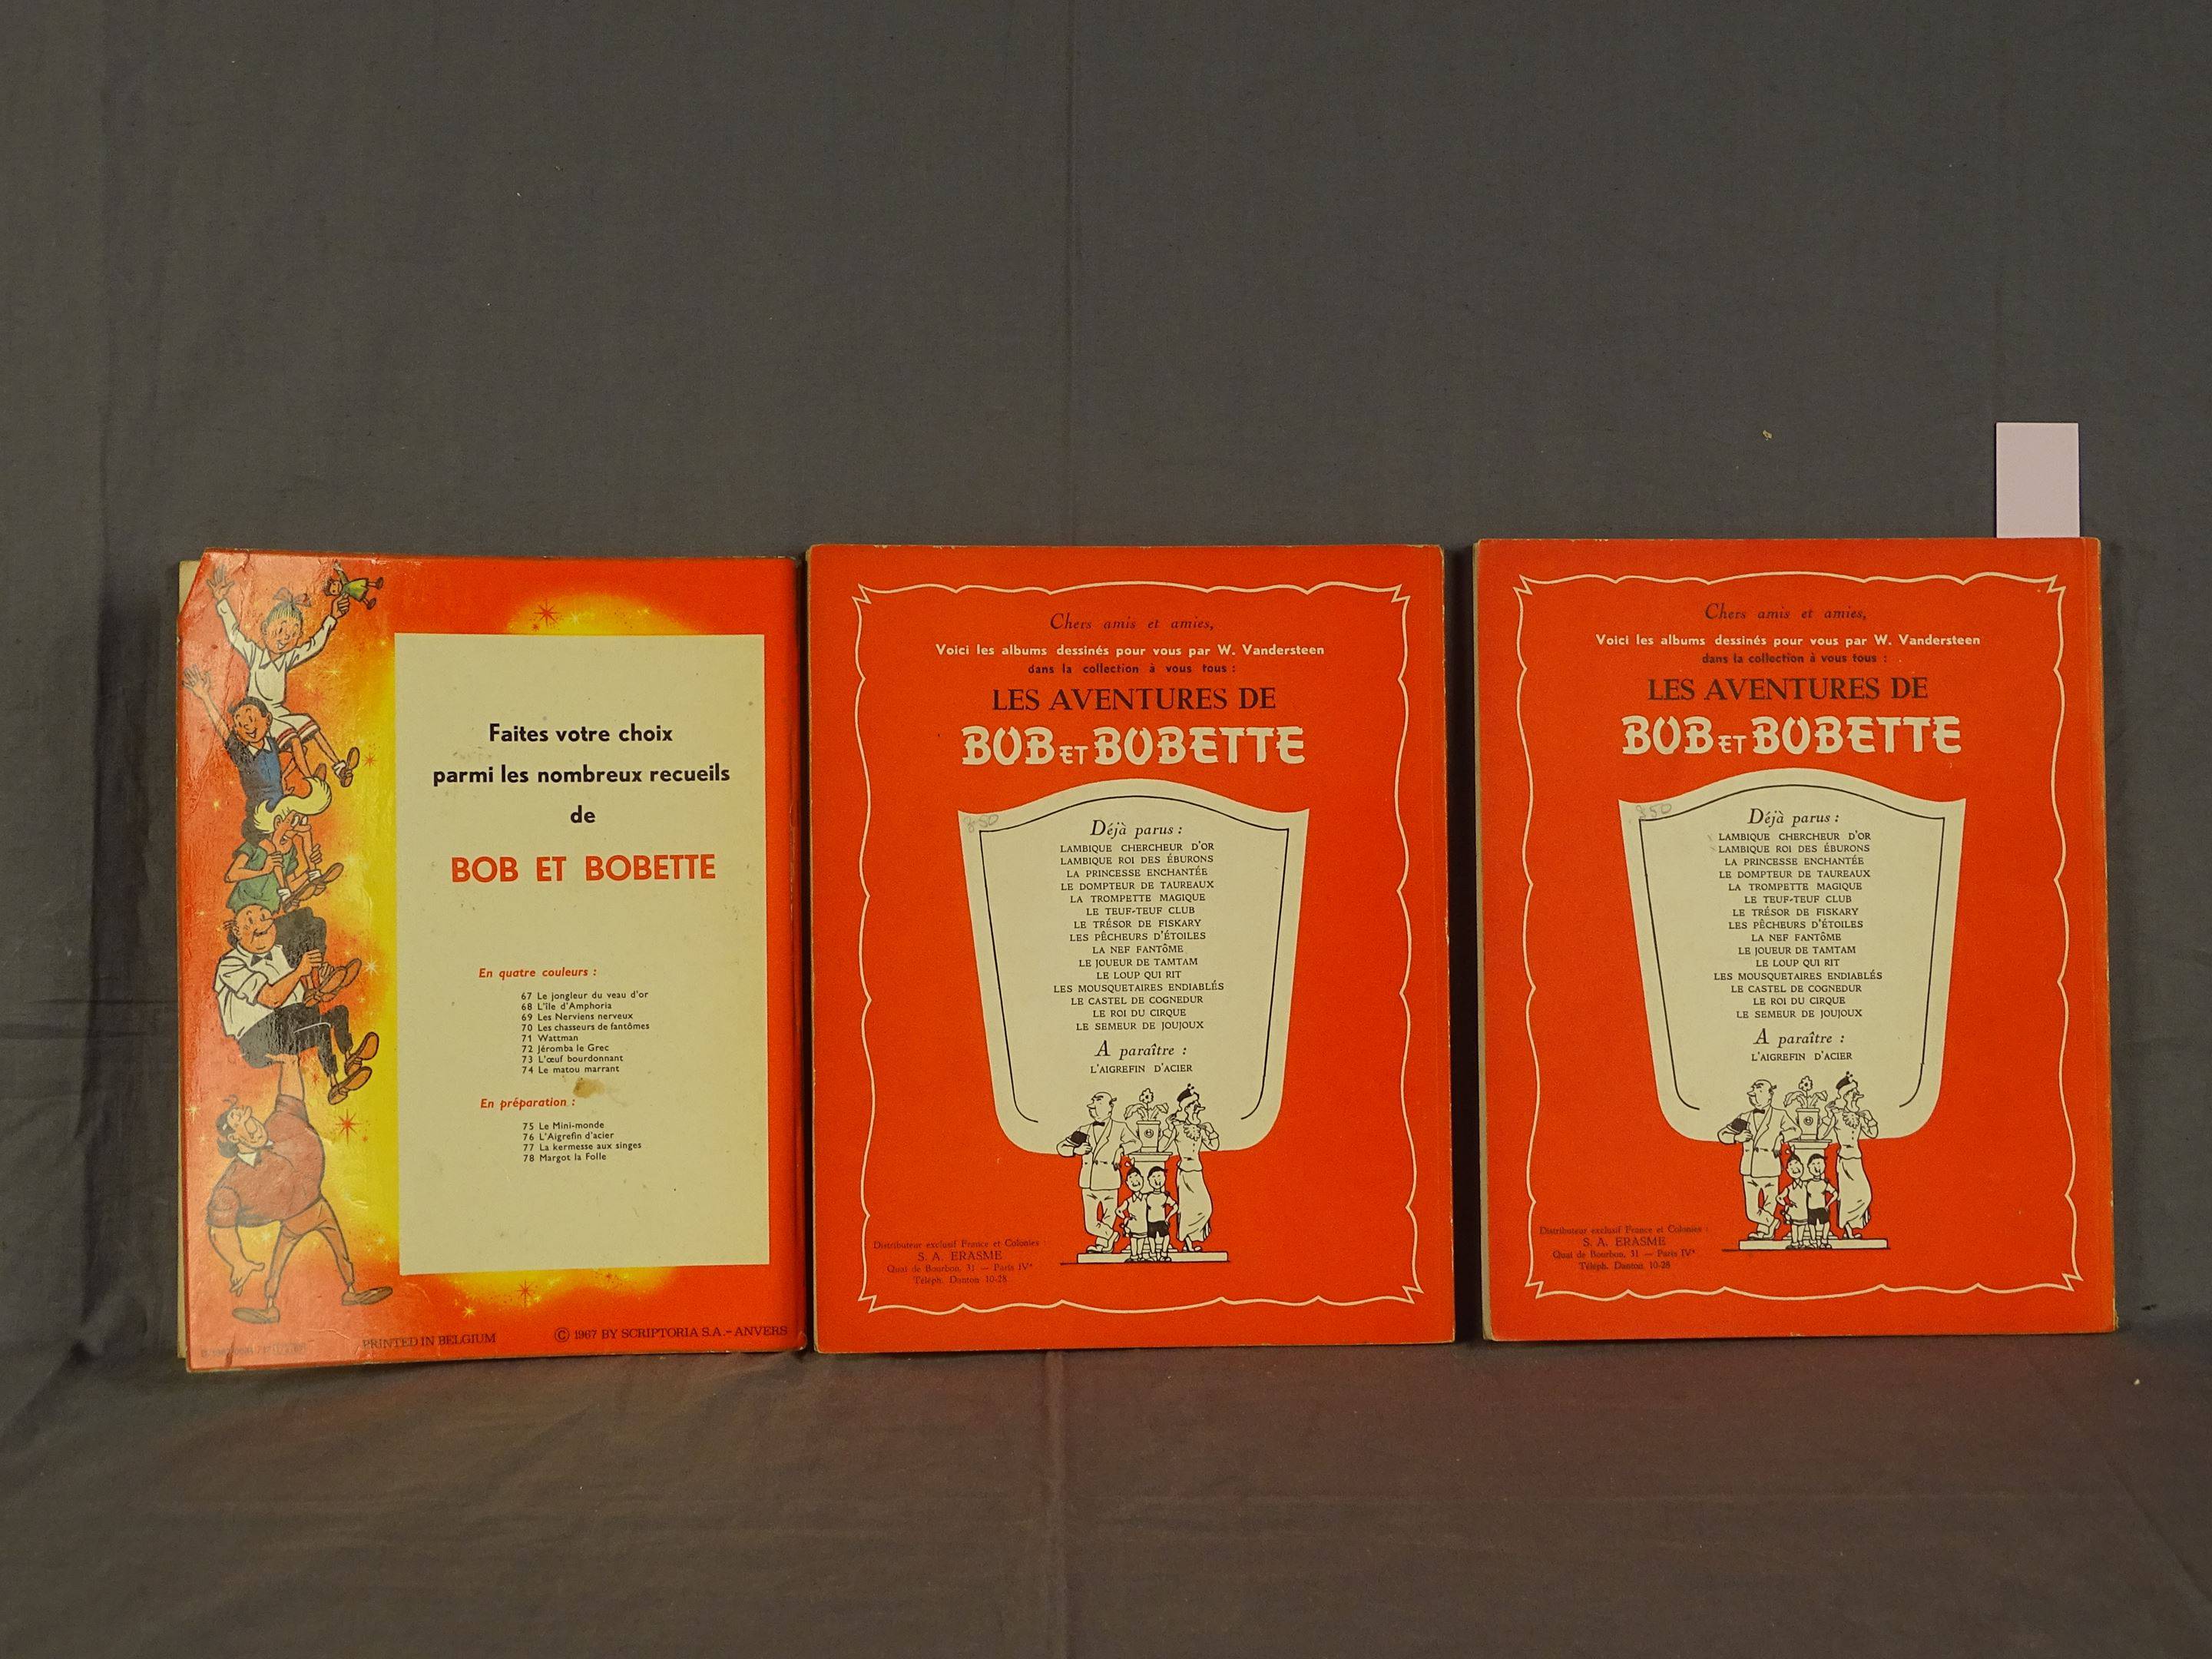 Faites votre choix
parmi les nombreux recueils
de
BOB ET BOBETTE
En quatre couleurs :
67 Le jongleur du veau d'or
68 L'île d'Amphoria
69 Les Nerviens nerveux
70 Les chasseurs de fantômes
71 Wattman
72 Jéromba le Grec
73 L'œuf bourdonnant
74 Le matou marrant
En préparation :
75 Le Mini-monde
76 L'Aigrefin d'acier
77 La kermesse aux singes
78 Margot la Folle
PRINTED IN BELGIUM
© 1967 BY SCRIPTORIA S.A. - ANVERS
Chers amis et amies,
Voici les albums dessinés pour vous par W. Vandersteen
dans la collection à vous tous :
LES AVENTURES DE
BOB ET BOBETTE
Déjà parus :
LAMBIQUE CHERCHEUR D'OR
LAMBIQUE ROI DES ÉBURONS
LA PRINCESSE ENCHANTÉE
LE DOMPTEUR DE TAUREAUX
LA TROMPETTE MAGIQUE
LE TEUF-TEUF CLUB
LE TRÉSOR DE FISKARY
LES PÊCHEURS D'ÉTOILES
LA NEF FANTÔME
LE JOUEUR DE TAMTAM
LE LOUP QUI RIT
LES MOUSQUETAIRES ENDIABLÉS
LE CASTEL DE COGNEDUR
LE ROI DU CIRQUE
LE SEMEUR DE JOUJOUX
A paraître :
L'AIGREFIN D'ACIER
Distributeur exclusif France et Colonies :
S. A. ERASME
Quai de Bourbon, 31 — Paris IVe
Téléph. Danton 10-28
Chers amis et amies,
Voici les albums dessinés pour vous par W. Vandersteen
dans la collection à vous tous :
LES AVENTURES DE
BOB ET BOBETTE
350
Déjà parus :
LAMBIQUE CHERCHEUR D'OR
LAMBIQUE ROI DES ÉBURONS
LA PRINCESSE ENCHANTÉE
LE DOMPTEUR DE TAUREAUX
LA TROMPETTE MAGIQUE
LE TEUF-TEUF CLUB
LE TRÉSOR DE FISKARY
LES PÊCHEURS D'ÉTOILES
LA NEF FANTÔME
LE JOUEUR DE TAMTAM
LE LOUP QUI RIT
LES MOUSQUETAIRES ENDIABLÉS
LE CASTEL DE COGNEDUR
LE ROI DU CIRQUE
LE SEMEUR DE JOUJOUX
A paraître :
L'AIGREFIN D'ACIER
Distributeur exclusif France et Colonies :
S. A. ERASME
Quai de Bourbon, 31 — Paris IVe
Téléph. Danton 10-28